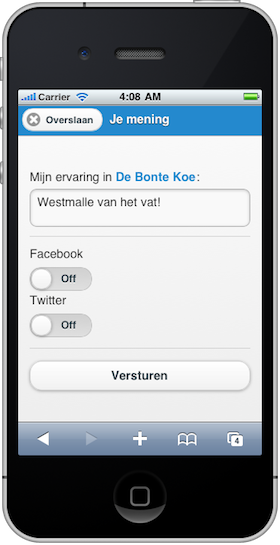 Carrier 4:08 AM
Overslaan Je mening
Mijn ervaring in De Bonte Koe:
Westmalle van het vat!
Facebook
Off
Twitter
Off
Versturen
4